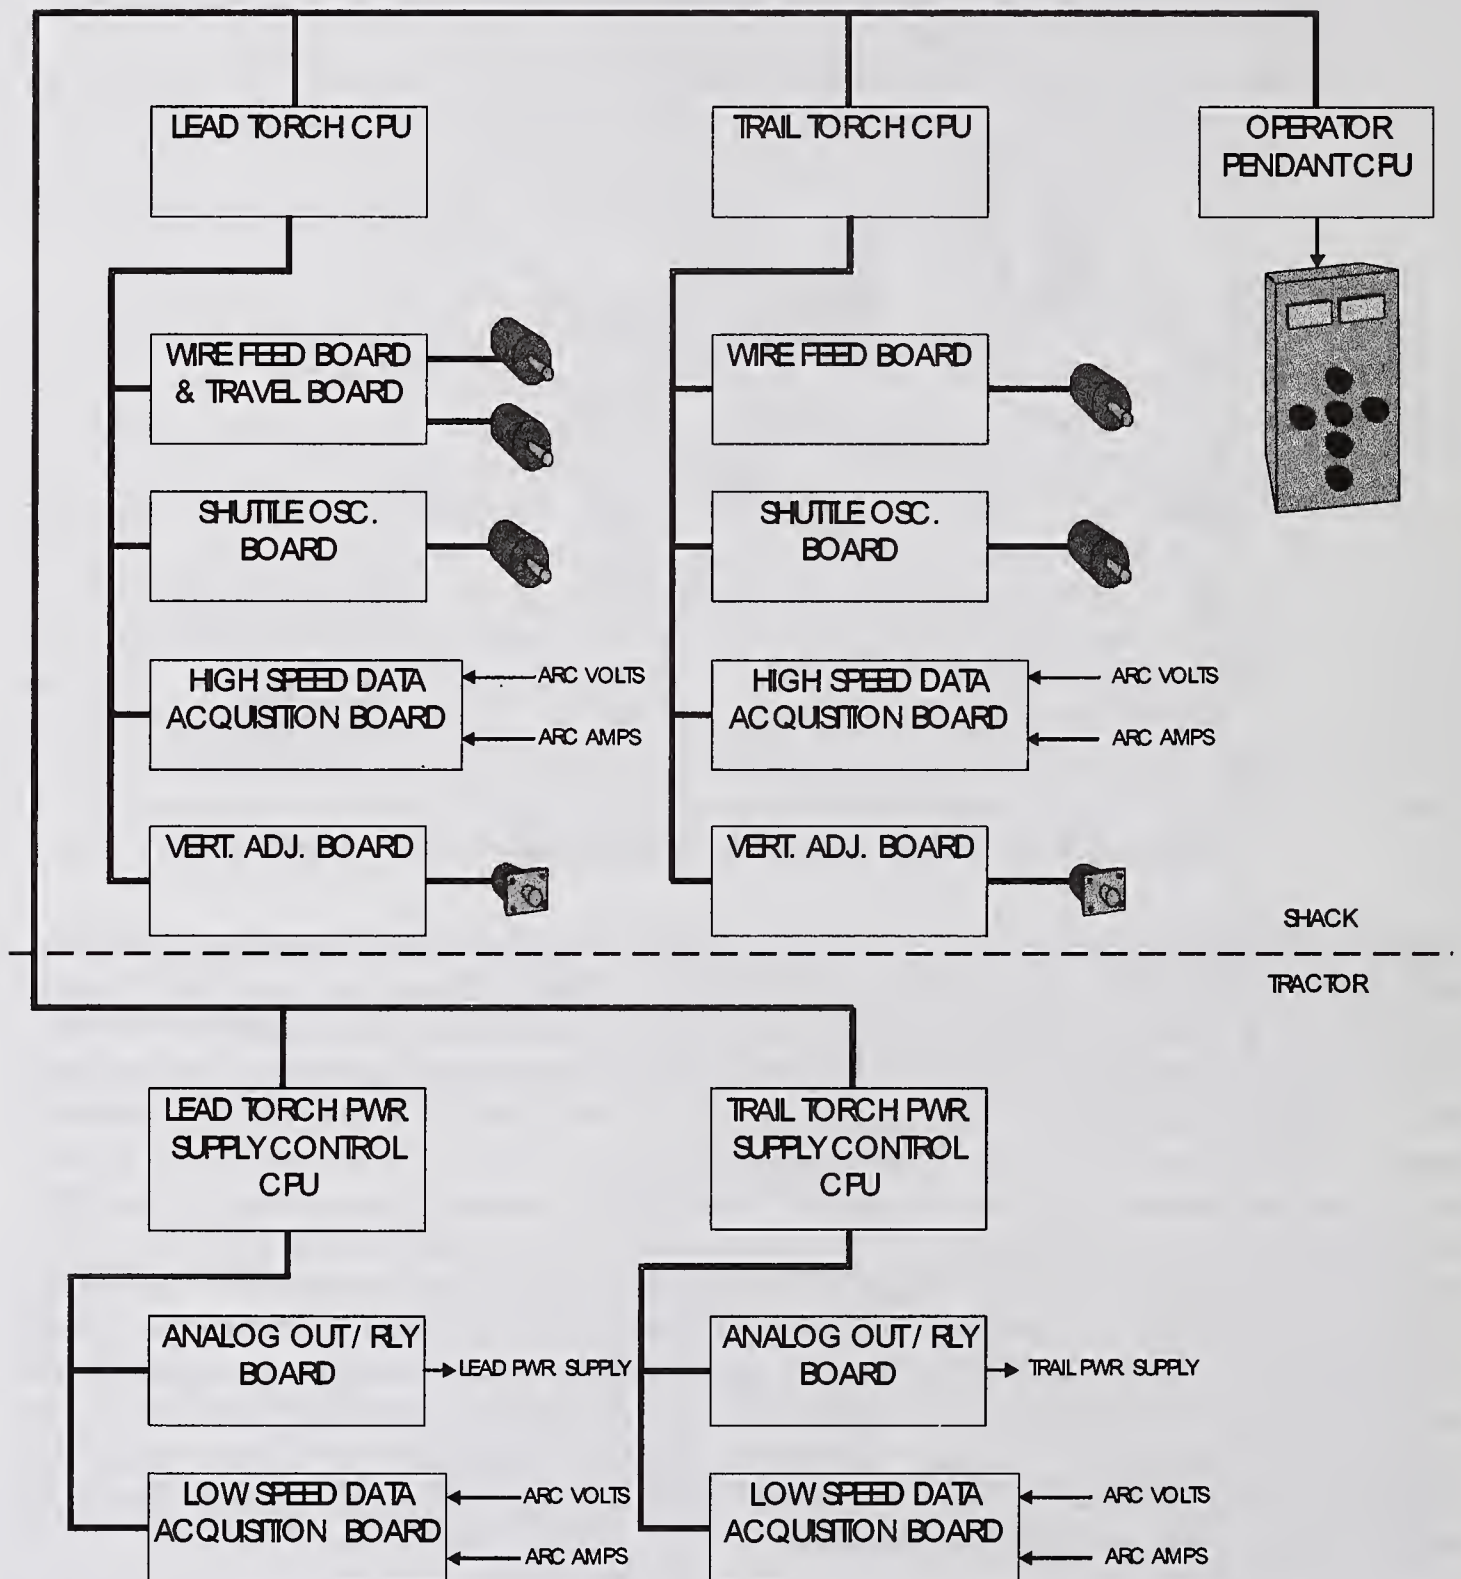 LEAD TORCH CPU
TRAIL TORCH CPU
OPERATOR
PENDANT CPU
WIRE FEED BOARD
& TRAVEL BOARD
WIRE FEED BOARD
SHUTTLE OSC.
BOARD
SHUTTLE OSC.
BOARD
HIGH SPEED DATA
ACQUISITION BOARD
ARC VOLTS
ARC AMPS
HIGH SPEED DATA
ACQUISITION BOARD
ARC VOLTS
ARC AMPS
VERT. ADJ. BOARD
VERT. ADJ. BOARD
SHACK
TRACTOR
LEAD TORCH PWR
SUPPLY CONTROL
CPU
TRAIL TORCH PWR
SUPPLY CONTROL
CPU
ANALOG OUT / RLY
BOARD
LEAD PWR SUPPLY
ANALOG OUT / RLY
BOARD
TRAIL PWR SUPPLY
LOW SPEED DATA
ACQUISITION BOARD
ARC VOLTS
ARC AMPS
LOW SPEED DATA
ACQUISITION BOARD
ARC VOLTS
ARC AMPS